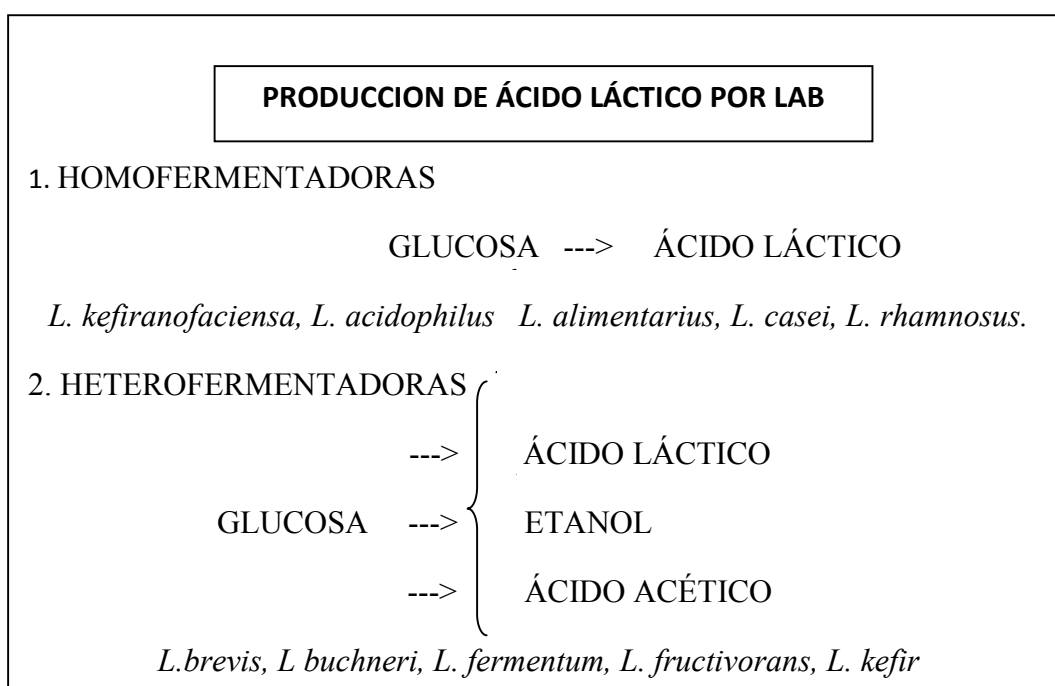 PRODUCCION DE ÁCIDO LÁCTICO POR LAB
1. HOMOFERMENTADORAS
GLUCOSA ---> ÁCIDO LÁCTICO
L. kefiranofaciensa, L. acidophilus L. alimentarius, L. casei, L. rhamnosus.
2. HETEROFERMENTADORAS
---> ÁCIDO LÁCTICO
GLUCOSA ---> ETANOL
---> ÁCIDO ACÉTICO
L.brevis, L buchneri, L. fermentum, L. fructivorans, L. kefir